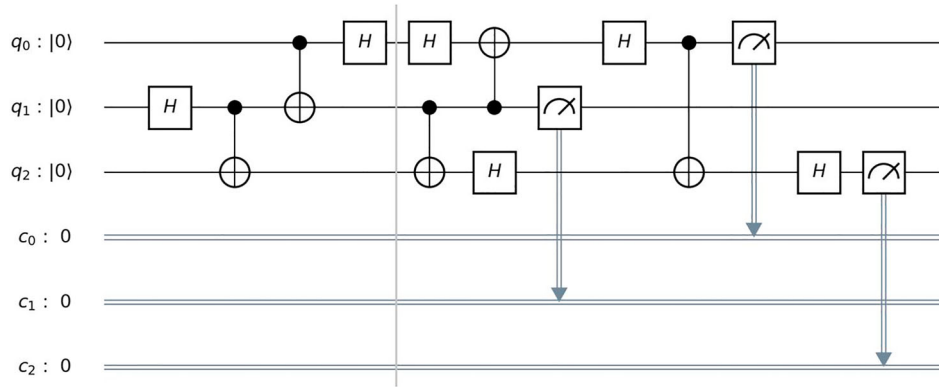 q₀ : |0⟩ H H H
q₁ : |0⟩ H
q₂ : |0⟩ H H
c₀ : 0
c₁ : 0
c₂ : 0